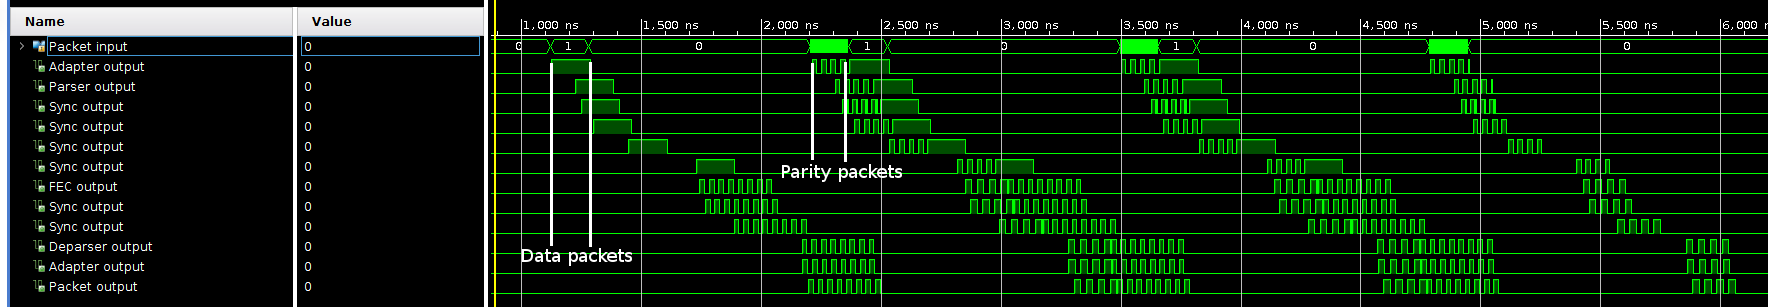 Name Value
1,000 ns 1,500 ns 2,000 ns 2,500 ns 3,000 ns 3,500 ns 4,000 ns 4,500 ns 5,000 ns 5,500 ns 6,000 n
Packet input 0 0 1 0 1 0 1 0 0
Adapter output 0
Parser output 0
Sync output 0
Sync output 0
Sync output 0
Sync output 0
Parity packets
FEC output 0
Sync output 0
Sync output 0
Deparser output 0
Data packets
Adapter output 0
Packet output 0